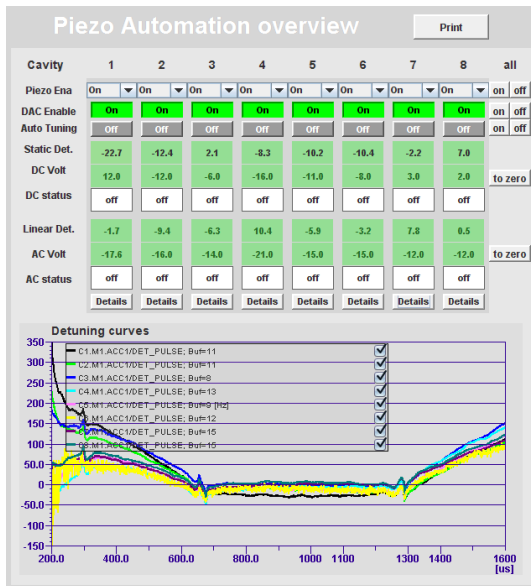 Piezo Automation overview
Print
Cavity 1 2 3 4 5 6 7 8 all
Piezo Ena On On On On On On On On on off
DAC Enable On On On On On On On On on off
Auto Tuning Off Off Off Off Off Off Off Off on off
Static Det. -22.7 -12.4 2.1 -8.3 -10.2 -10.4 -2.2 7.0
DC Volt 12.0 -12.0 -6.0 -16.0 -11.0 -8.0 3.0 2.0 to zero
DC status off off off off off off off off
Linear Det. -1.7 -9.4 -6.3 10.4 -5.9 -3.2 7.8 0.5
AC Volt -17.6 -16.0 -14.0 -21.0 -15.0 -15.0 -12.0 -12.0 to zero
AC status off off off off off off off off
Details Details Details Details Details Details Details Details
Detuning curves
350
300
250
200
150
100
50.0
0.00
-50.0
-100
-150
C1.M1.ACC1/DET_PULSE; Buf=11
C2.M1.ACC1/DET_PULSE; Buf=11
C3.M1.ACC1/DET_PULSE; Buf=8
C4.M1.ACC1/DET_PULSE; Buf=13
.M1.ACC1/DET_PULSE; Buf=9 [Hz]
.M1.ACC1/DET_PULSE; Buf=12
.M1.ACC1/DET_PULSE; Buf=15
.M1.ACC1/DET_PULSE; Buf=15
200.0 400.0 600.0 800.0 1100 1300 1400 1600
[us]